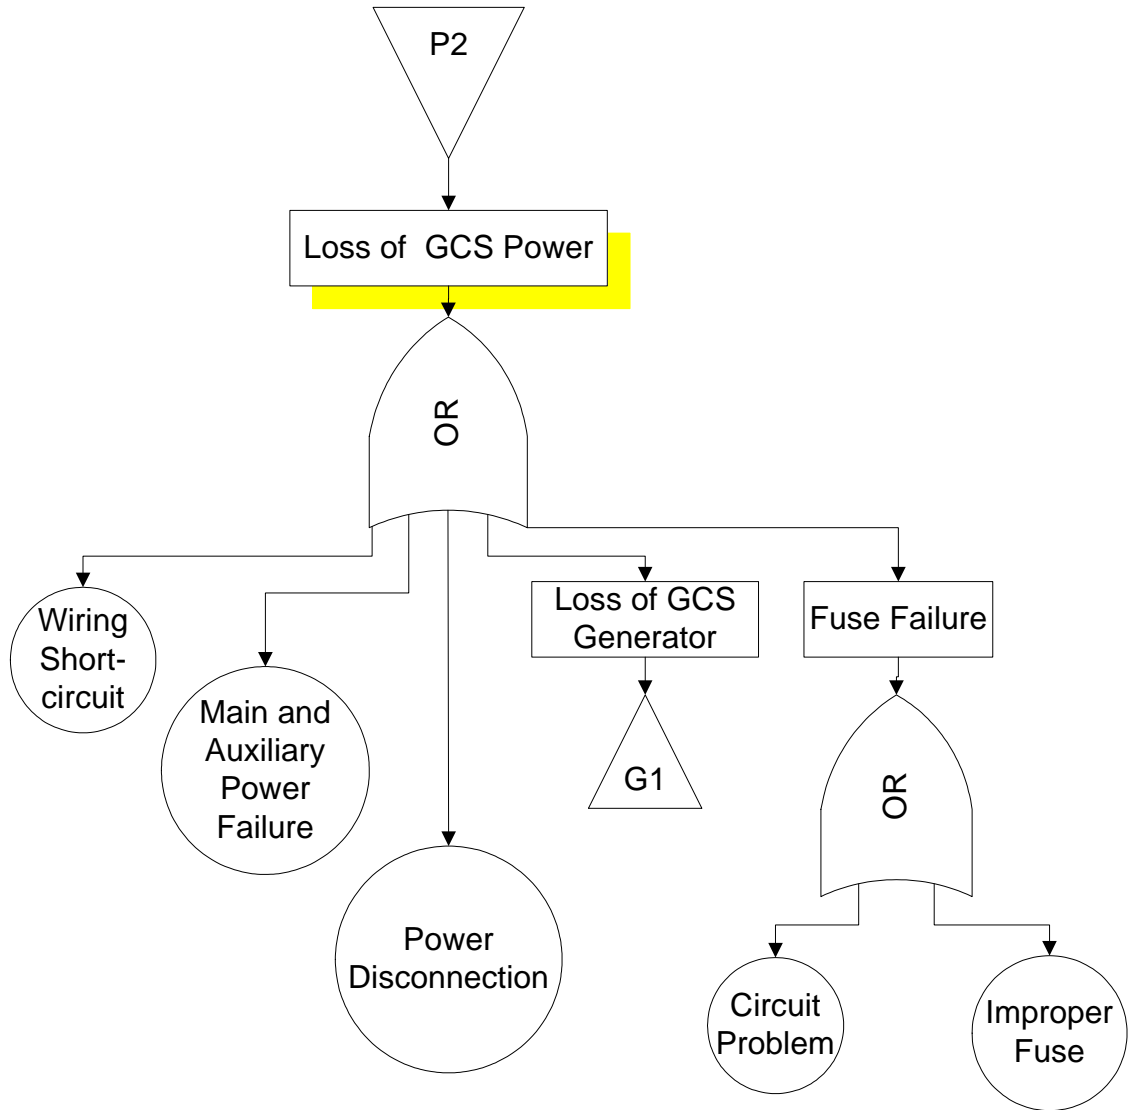 P2
Loss of GCS Power
OR
Wiring
Short-
circuit
Main and
Auxiliary
Power
Failure
Power
Disconnection
Loss of GCS
Generator
G1
Fuse Failure
OR
Circuit
Problem
Improper
Fuse